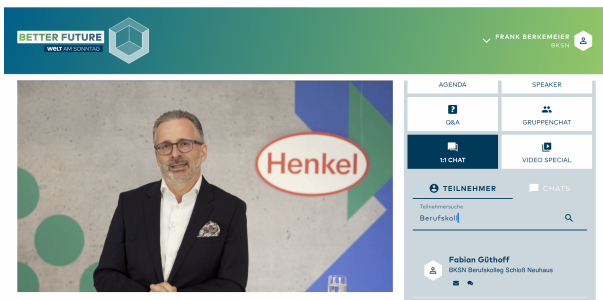 BETTER FUTURE
WELT AM SONNTAG
FRANK BERKEMEIER
BKSN
AGENDA
SPEAKER
Q&A
GRUPPENCHAT
1:1 CHAT
VIDEO SPECIAL
Henkel
TEILNEHMER
CHATS
Teilnehmersuche
Berufskoll
Fabian Güthoff
BKSN Berufskolleg Schloß Neuhaus